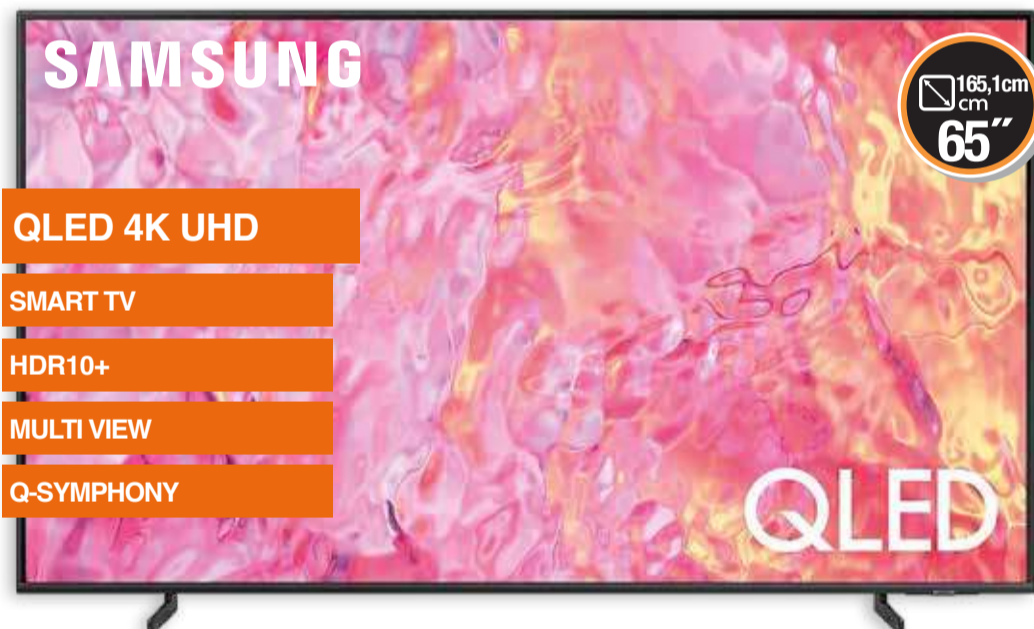 SAMSUNG
165,1cm
cm
65″
QLED 4K UHD
SMART TV
HDR10+
MULTI VIEW
Q-SYMPHONY
QLED